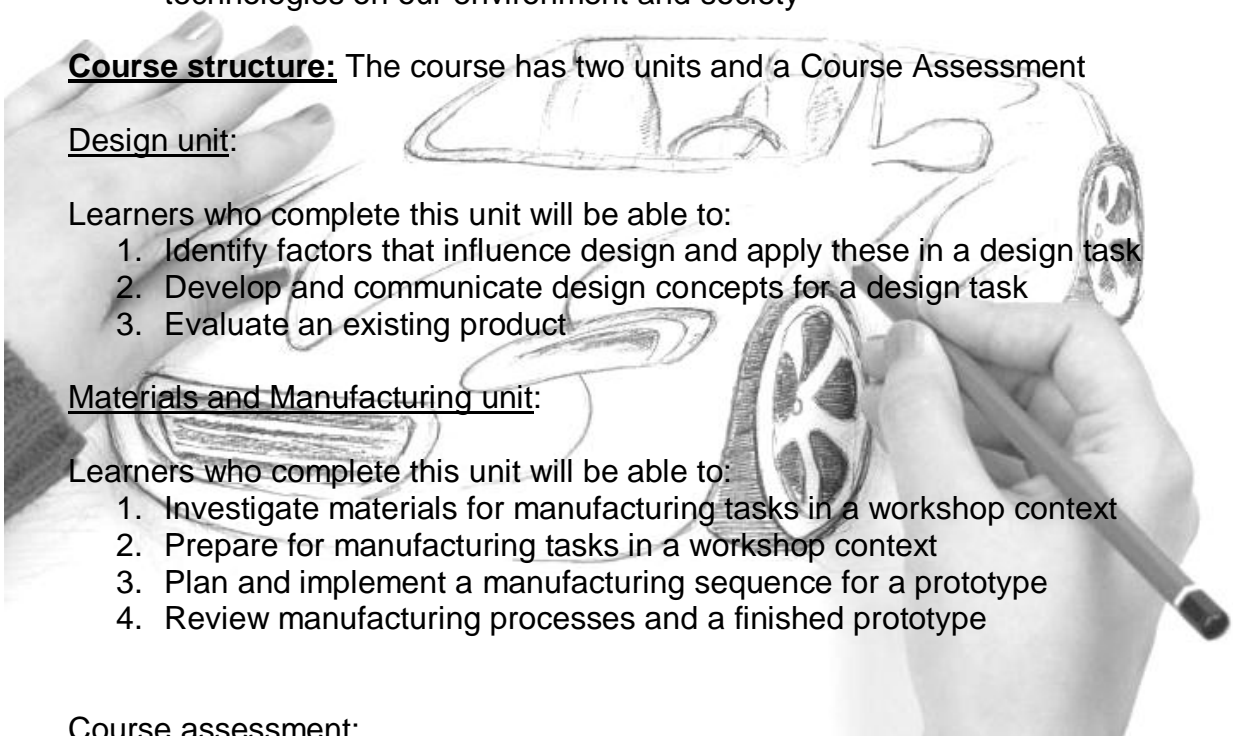 technologies on our environment and society
Course structure: The course has two units and a Course Assessment
Design unit:
Learners who complete this unit will be able to:
1. Identify factors that influence design and apply these in a design task
2. Develop and communicate design concepts for a design task
3. Evaluate an existing product
Materials and Manufacturing unit:
Learners who complete this unit will be able to:
1. Investigate materials for manufacturing tasks in a workshop context
2. Prepare for manufacturing tasks in a workshop context
3. Plan and implement a manufacturing sequence for a prototype
4. Review manufacturing processes and a finished prototype
Course assessment: